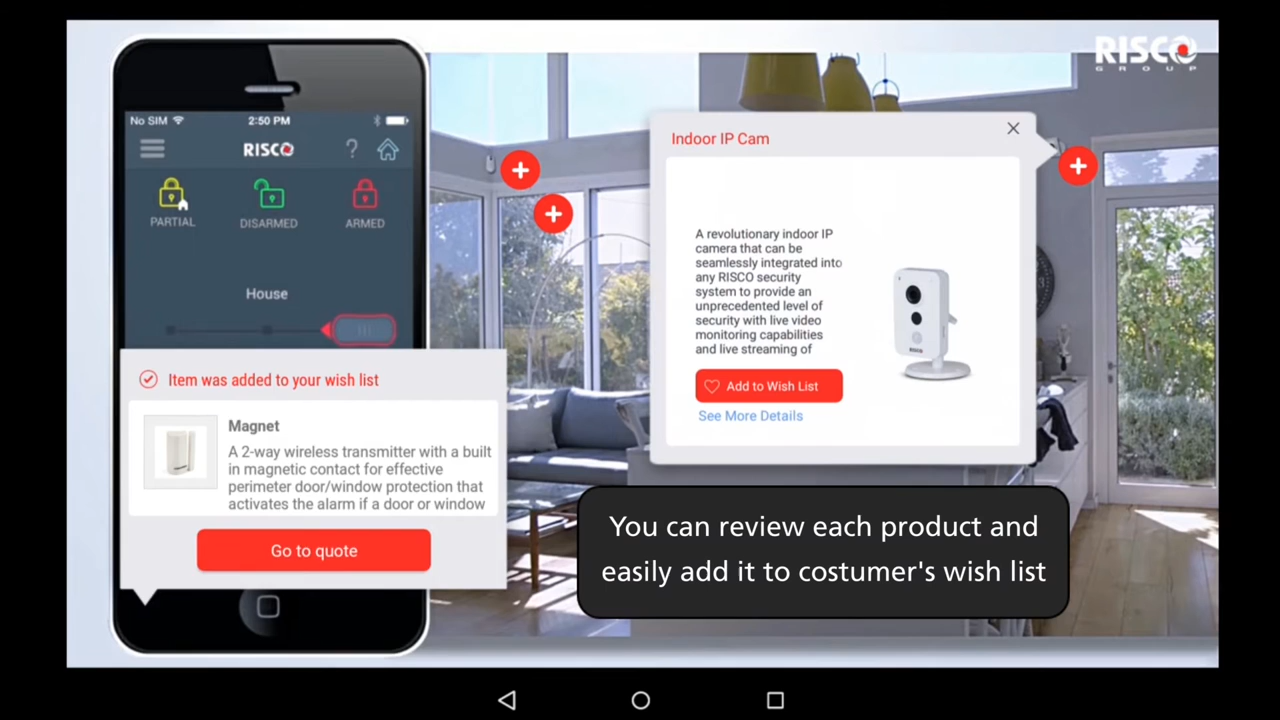 RISCO
GROUP
No SIM
2:50 PM
RISCO
?
PARTIAL
DISARMED
ARMED
House
Item was added to your wish list
Magnet
A 2-way wireless transmitter with a built
in magnetic contact for effective
perimeter door/window protection that
activates the alarm if a door or window
Go to quote
Indoor IP Cam
A revolutionary indoor IP
camera that can be
seamlessly integrated into
any RISCO security
system to provide an
unprecedented level of
security with live video
monitoring capabilities
and live streaming of
Add to Wish List
See More Details
You can review each product and
easily add it to costumer's wish list